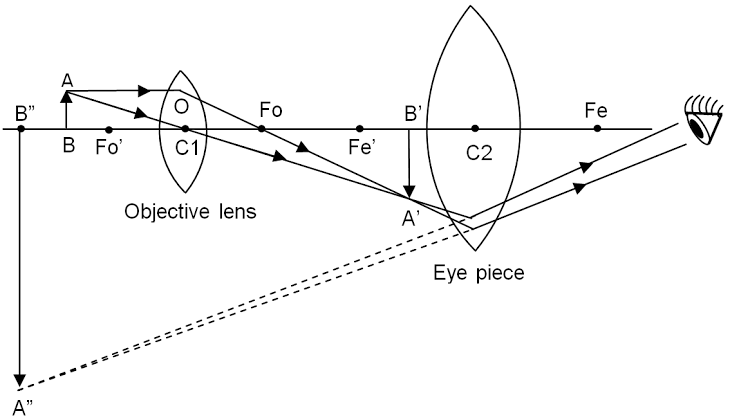 A
O
Fo
B'
Fe
B"
B
Fo'
C1
Fe'
C2
Objective lens
A'
Eye piece
A"